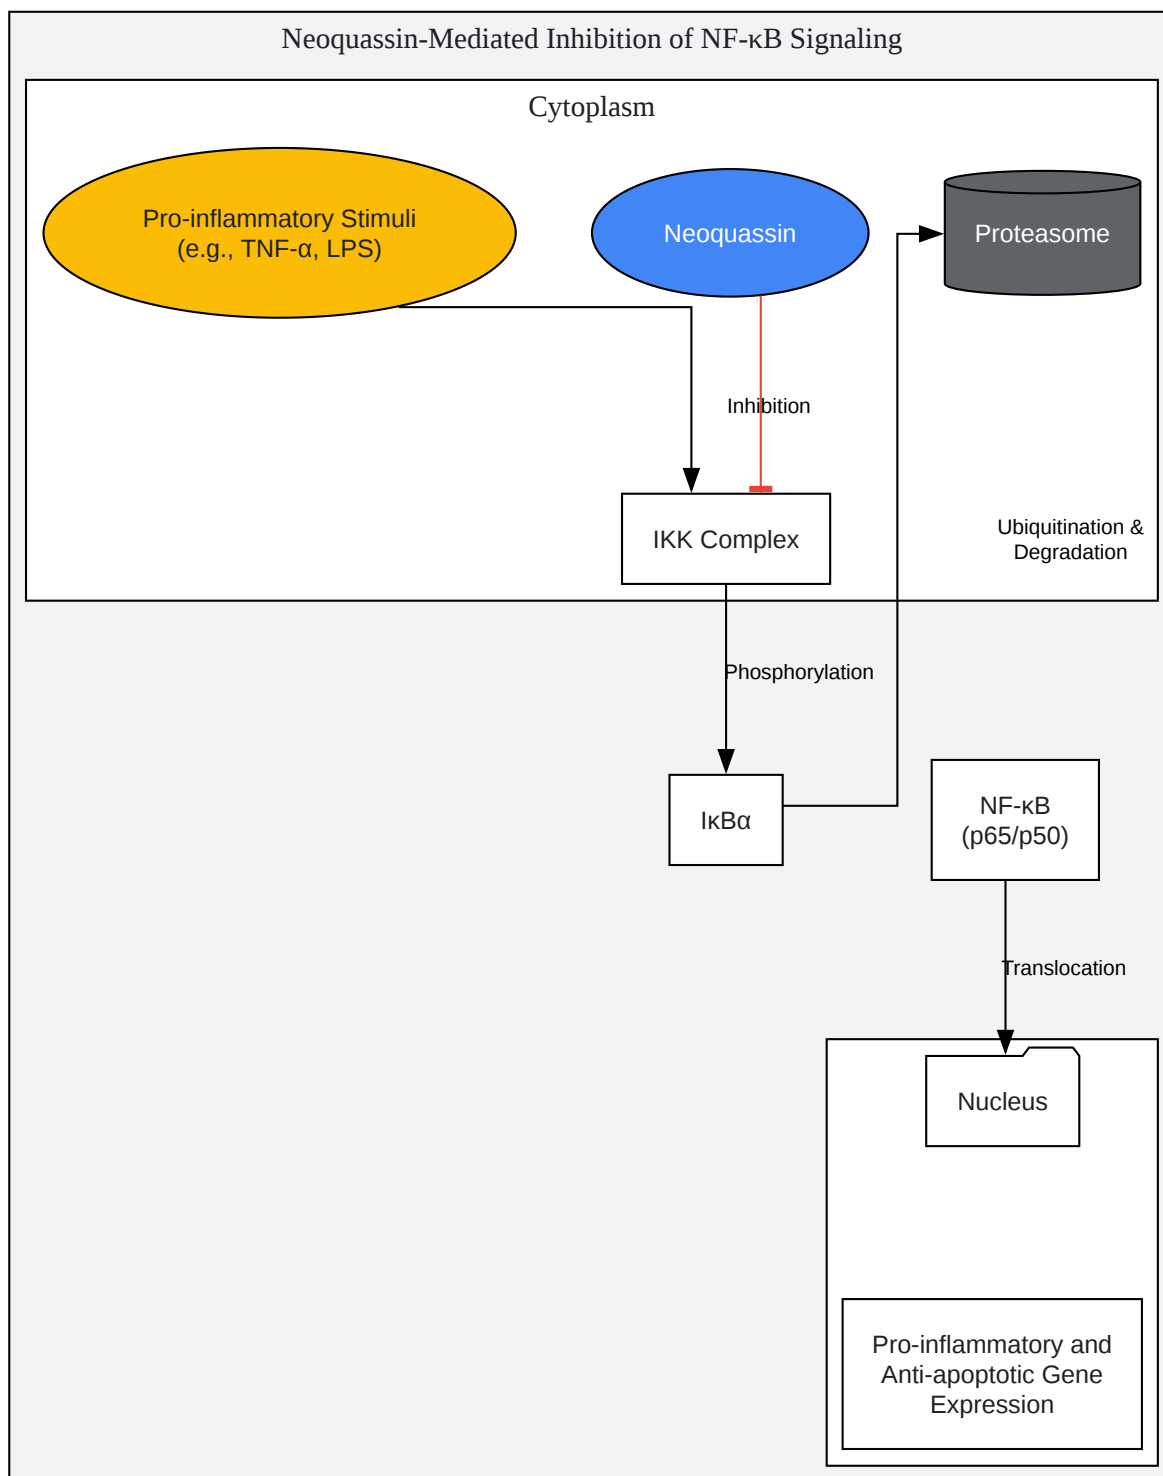 Neoquassin-Mediated Inhibition of NF-κB Signaling
Cytoplasm
Pro-inflammatory Stimuli
(e.g., TNF-α, LPS)
Neoquassin
Proteasome
Inhibition
IKK Complex
Ubiquitination &
Degradation
Phosphorylation
IκBα
NF-κB
(p65/p50)
Translocation
Nucleus
Pro-inflammatory and
Anti-apoptotic Gene
Expression